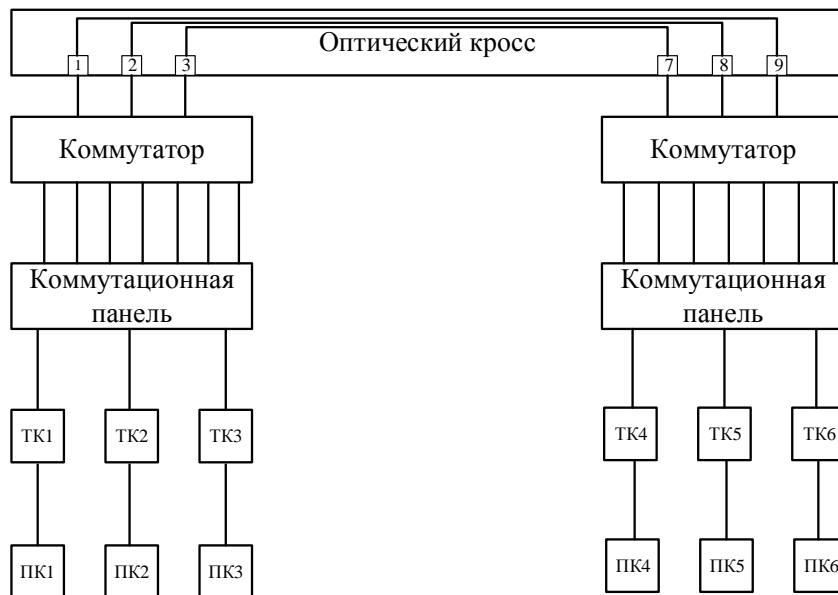 Оптический кросс
1 2 3 7 8 9
Коммутатор Коммутатор
Коммутационная
панель
Коммутационная
панель
ТК1 ТК2 ТК3 ТК4 ТК5 ТК6
ПК1 ПК2 ПК3 ПК4 ПК5 ПК6